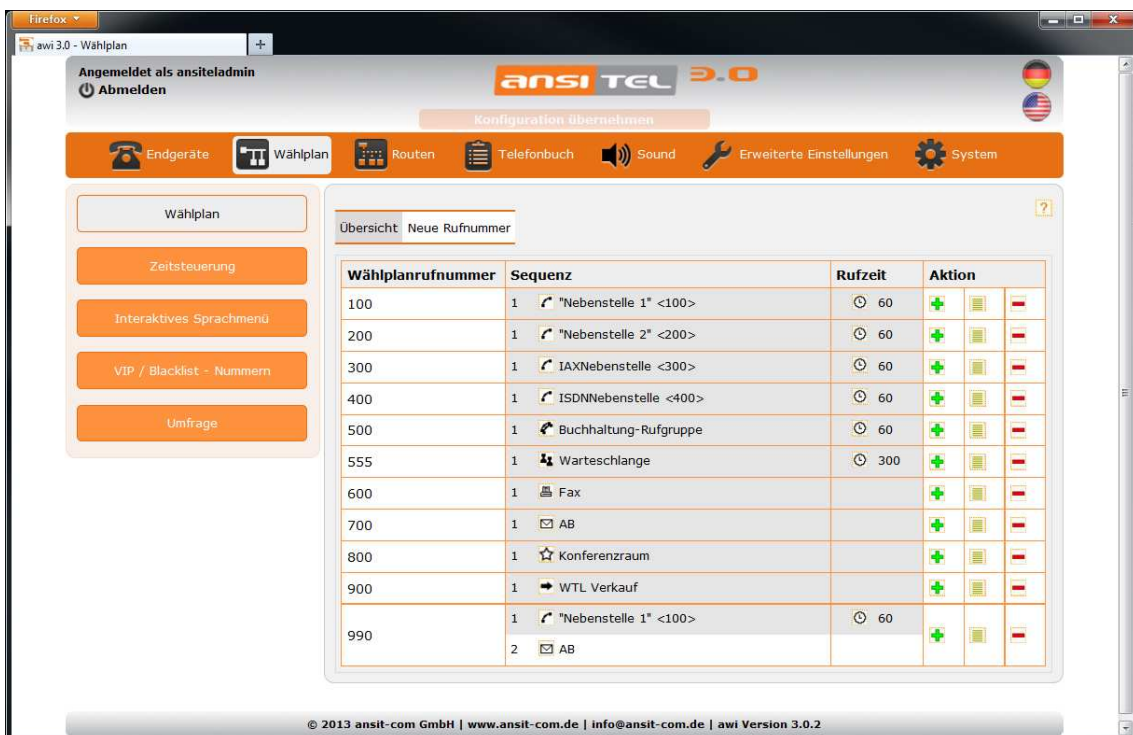 Firefox
awi 3.0 - Wählplan
Angemeldet als ansiteladmin
Abmelden
ansi TEL 3.0
Konfiguration übernehmen
Endgeräte Wählplan Routen Telefonbuch Sound Erweiterte Einstellungen System
Wählplan
Zeitsteuerung
Interaktives Sprachmenü
VIP / Blacklist - Nummern
Umfrage
?
Übersicht Neue Rufnummer
Wählplanrufnummer Sequenz Rufzeit Aktion
100 1 "Nebenstelle 1" <100> 60
200 1 "Nebenstelle 2" <200> 60
300 1 IAXNebenstelle <300> 60
400 1 ISDNNebenstelle <400> 60
500 1 Buchhaltung-Rufgruppe 60
555 1 Warteschlange 300
600 1 Fax
700 1 AB
800 1 Konferenzraum
900 1 WTL Verkauf
990 1 "Nebenstelle 1" <100> 60
2 AB
© 2013 ansit-com GmbH | www.ansit-com.de | info@ansit-com.de | awi Version 3.0.2